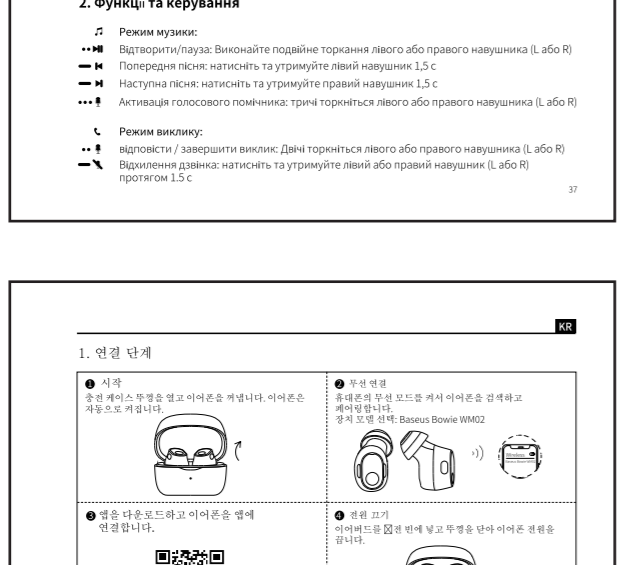 2. Функції та керування
Режим музики:
Відтворити/пауза: Виконайте подвійне торкання лівого або правого навушника (L або R)
Попередня пісня: натисніть та утримуйте лівий навушник 1,5 с
Наступна пісня: натисніть та утримуйте правий навушник 1,5 с
Активація голосового помічника: тричі торкніться лівого або правого навушника (L або R)
Режим виклику:
відповісти / завершити виклик: Двічі торкніться лівого або правого навушника (L або R)
Відхилення дзвінка: натисніть та утримуйте лівий або правий навушник (L або R)
протягом 1.5 с
37
KR
1. 연결 단계
❶ 시작
충전 케이스 뚜껑을 열고 이어폰을 꺼냅니다. 이어폰은
자동으로 켜집니다.
❷ 무선 연결
휴대폰의 무선 모드를 켜서 이어폰을 검색하고
페어링합니다.
장치 모델 선택: Baseus Bowie WM02
❸ 앱을 다운로드하고 이어폰을 앱에
연결합니다.
❹ 전원 끄기
이어버드를 전 빈에 넣고 뚜껑을 닫아 이어폰 전원을
끕니다.